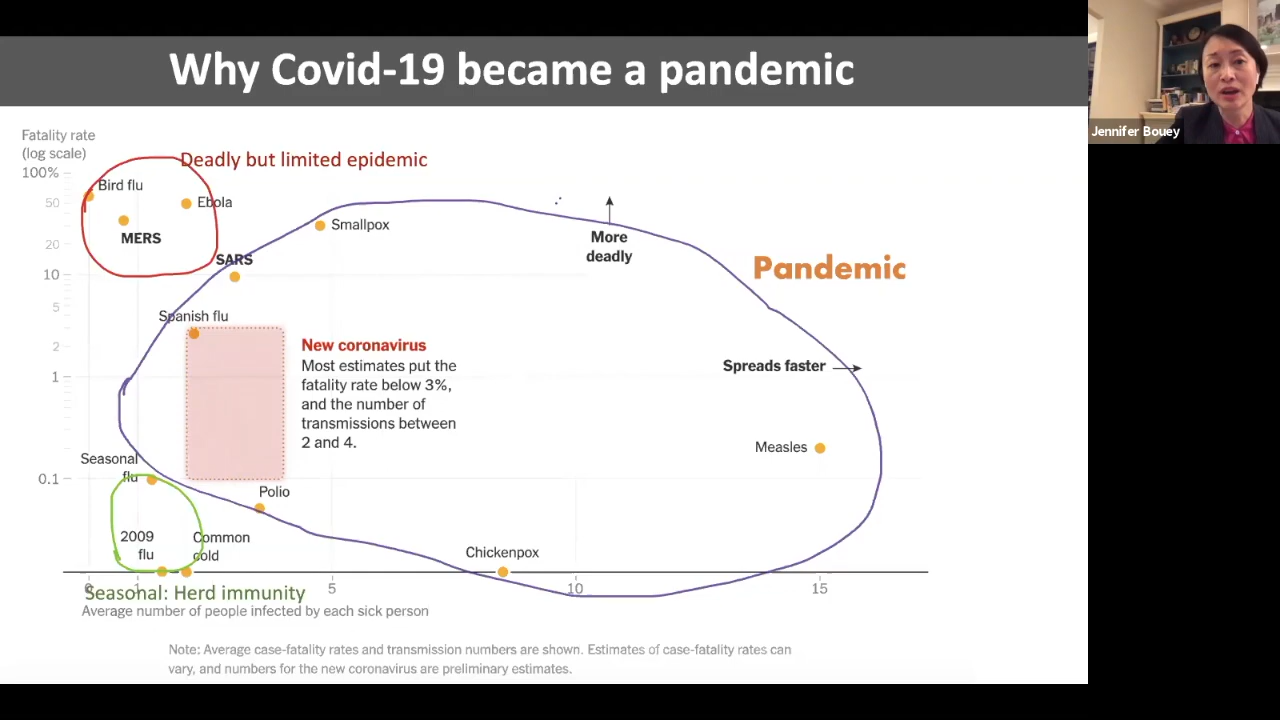 Why Covid-19 became a pandemic
Jennifer Bouey
Fatality rate
(log scale)
100%
50
20
10
5
2
1
0.1
Deadly but limited epidemic
Bird flu
Ebola
MERS
SARS
Smallpox
More
deadly
Pandemic
Spanish flu
New coronavirus
Most estimates put the
fatality rate below 3%,
and the number of
transmissions between
2 and 4.
Spreads faster
Measles
Seasonal
flu
Polio
2009
flu
Common
cold
Chickenpox
0
1
5
10
15
Seasonal: Herd immunity
Average number of people infected by each sick person
Note: Average case-fatality rates and transmission numbers are shown. Estimates of case-fatality rates can
vary, and numbers for the new coronavirus are preliminary estimates.